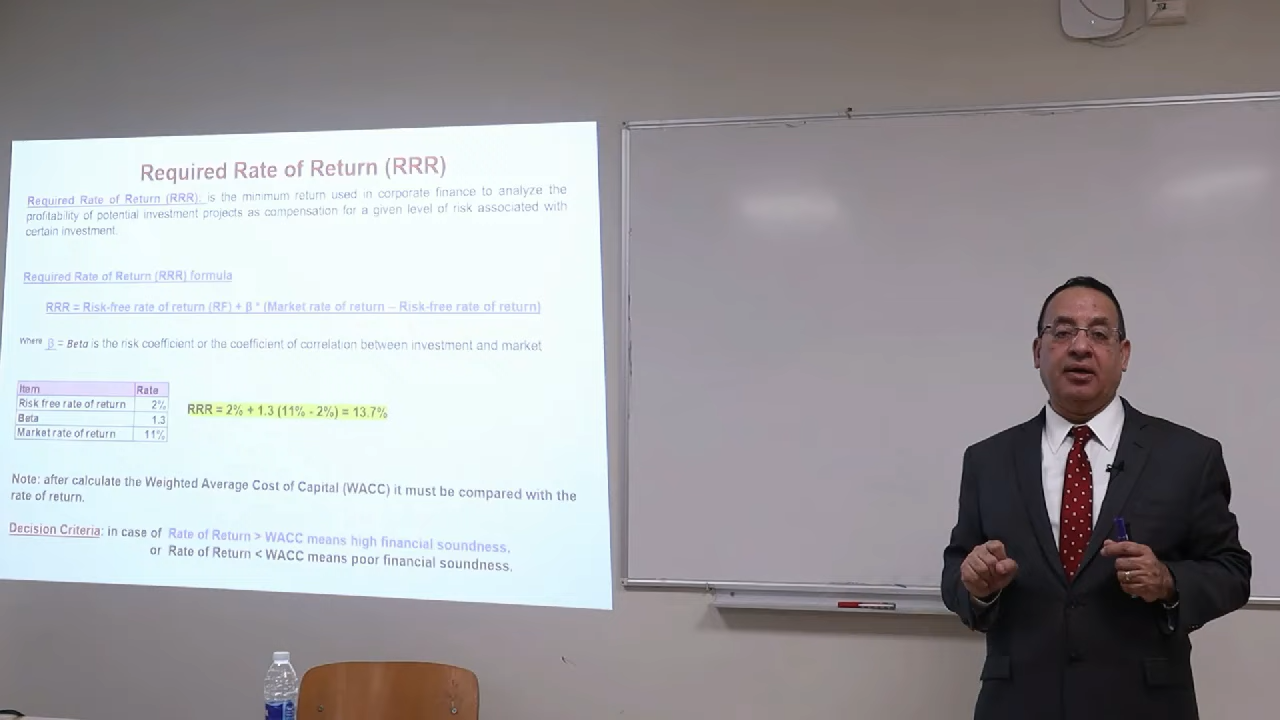 Required Rate of Return (RRR)
Required Rate of Return (RRR): is the minimum return used in corporate finance to analyze the
profitability of potential investment projects as compensation for a given level of risk associated with
certain investment.
Required Rate of Return (RRR) formula
RRR = Risk-free rate of return (RF) + β * (Market rate of return – Risk-free rate of return)
Where β = Beta is the risk coefficient or the coefficient of correlation between investment and market
Item Rate
Risk free rate of return 2%
Beta 1.3
Market rate of return 11%
RRR = 2% + 1.3 (11% - 2%) = 13.7%
Note: after calculate the Weighted Average Cost of Capital (WACC) it must be compared with the
rate of return.
Decision Criteria: in case of Rate of Return > WACC means high financial soundness,
or Rate of Return < WACC means poor financial soundness.